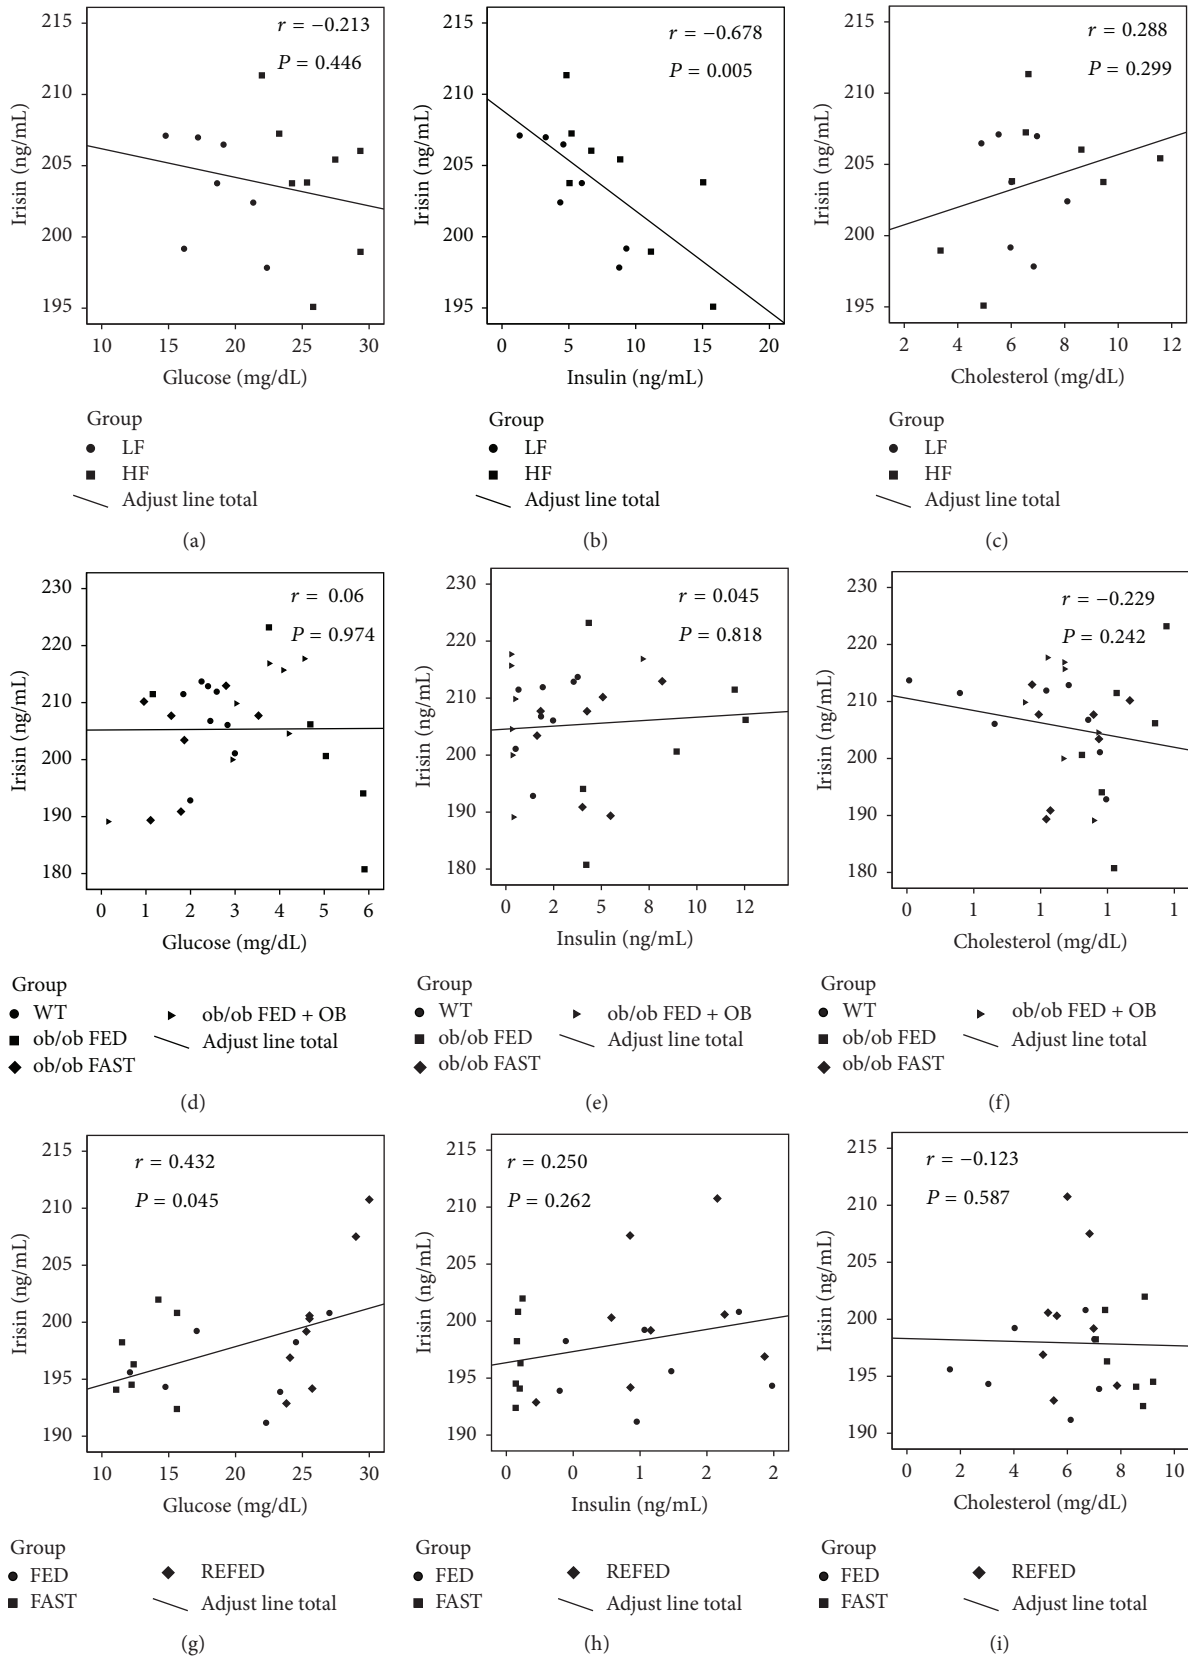 215
210
205
200
195
Irisin (ng/mL)
r = −0.213
P = 0.446
10 15 20 25 30
Glucose (mg/dL)
Group
LF
HF
Adjust line total
(a)
215
210
205
200
195
Irisin (ng/mL)
r = −0.678
P = 0.005
0 5 10 15 20
Insulin (ng/mL)
Group
LF
HF
Adjust line total
(b)
215
210
205
200
195
Irisin (ng/mL)
r = 0.288
P = 0.299
2 4 6 8 10 12
Cholesterol (mg/dL)
Group
LF
HF
Adjust line total
(c)
230
220
210
200
190
180
Irisin (ng/mL)
r = 0.06
P = 0.974
0 1 2 3 4 5 6
Glucose (mg/dL)
Group
WT
ob/ob FED
ob/ob FAST
ob/ob FED + OB
Adjust line total
(d)
230
220
210
200
190
180
Irisin (ng/mL)
r = 0.045
P = 0.818
0 2 5 8 10 12
Insulin (ng/mL)
Group
WT
ob/ob FED
ob/ob FAST
ob/ob FED + OB
Adjust line total
(e)
230
220
210
200
190
180
Irisin (ng/mL)
r = −0.229
P = 0.242
0 1 1 1 1
Cholesterol (mg/dL)
Group
WT
ob/ob FED
ob/ob FAST
ob/ob FED + OB
Adjust line total
(f)
215
210
205
200
195
190
Irisin (ng/mL)
r = 0.432
P = 0.045
10 15 20 25 30
Glucose (mg/dL)
Group
FED
FAST
REFED
Adjust line total
(g)
215
210
205
200
195
190
Irisin (ng/mL)
r = 0.250
P = 0.262
0 0 1 2 2
Insulin (ng/mL)
Group
FED
FAST
REFED
Adjust line total
(h)
215
210
205
200
195
190
Irisin (ng/mL)
r = −0.123
P = 0.587
0 2 4 6 8 10
Cholesterol (mg/dL)
Group
FED
FAST
REFED
Adjust line total
(i)